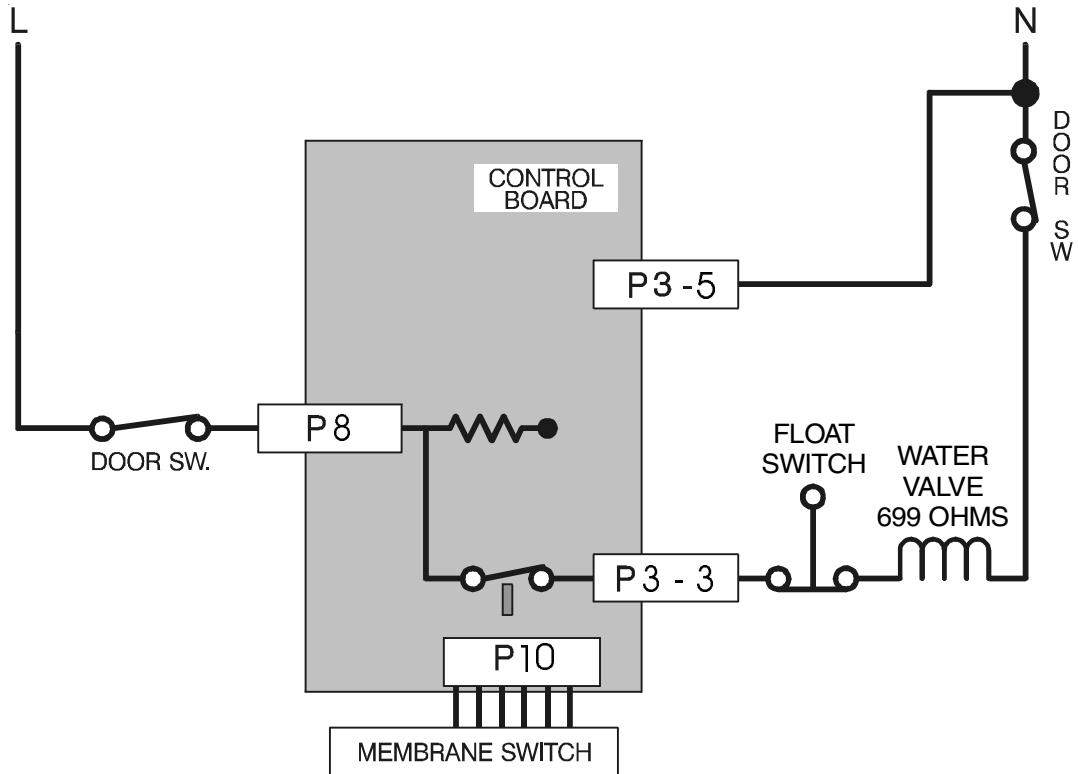 L
N
DOOR SW
CONTROL
BOARD
P3-5
P8
DOOR SW.
FLOAT
SWITCH
WATER
VALVE
699 OHMS
P3 - 3
P10
MEMBRANE SWITCH